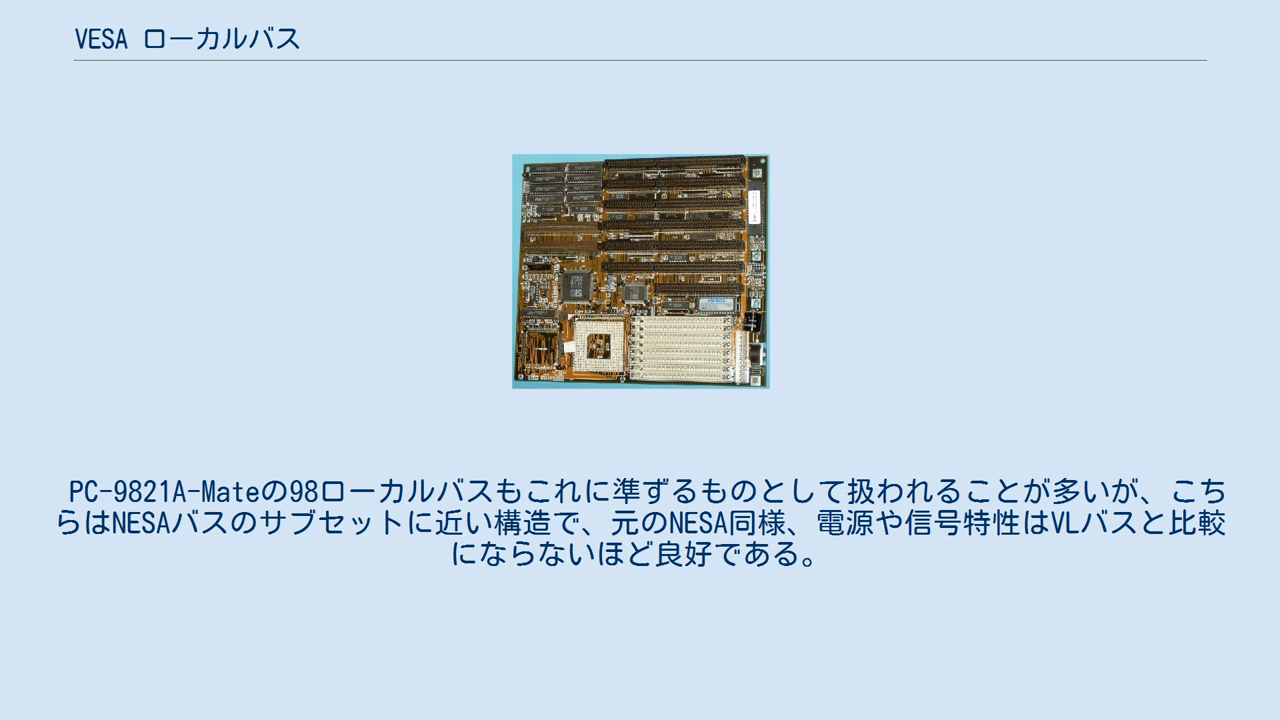 VESA ローカルバス
PC-9821A-Mateの98ローカルバスもこれに準ずるものとして扱われることが多いが、こち
らはNESAバスのサブセットに近い構造で、元のNESA同様、電源や信号特性はVLバスと比較
にならないほど良好である。